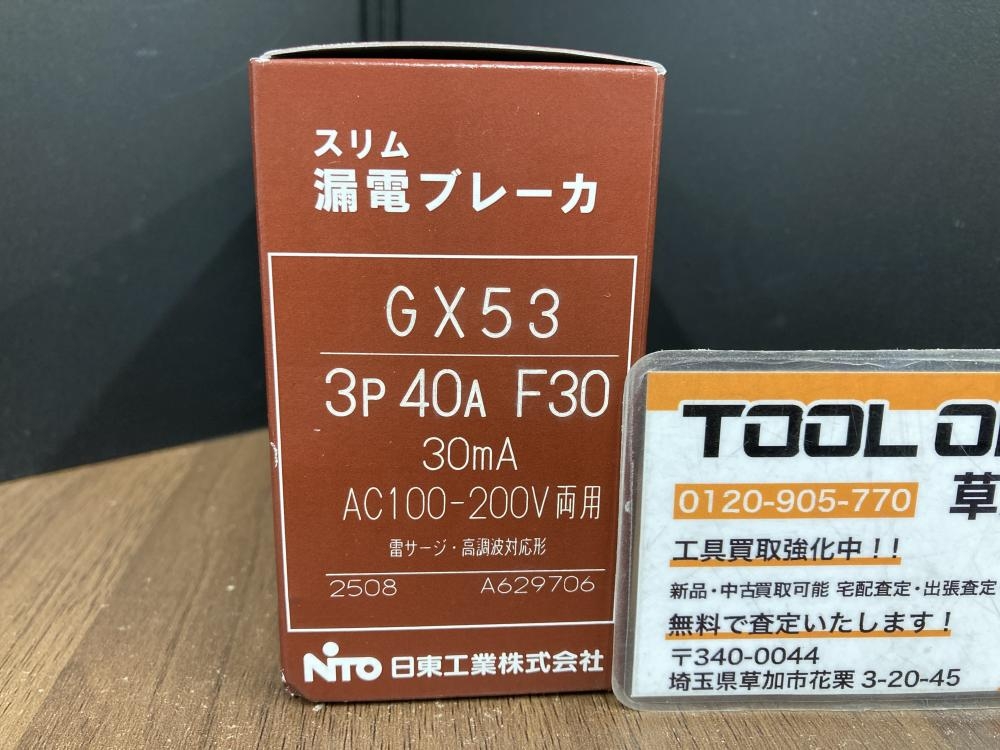 スリム
漏電ブレーカ
GX53
3P 40A F30
30mA
AC100-200V両用
雷サージ・高調波対応形
2508 A629706
NITO 日東工業株式会社
TOOL
0120-905-770 草
工具買取強化中!!
新品・中古買取可能 宅配査定・出張査定
無料で査定いたします!
〒340-0044
埼玉県草加市花栗 3-20-45